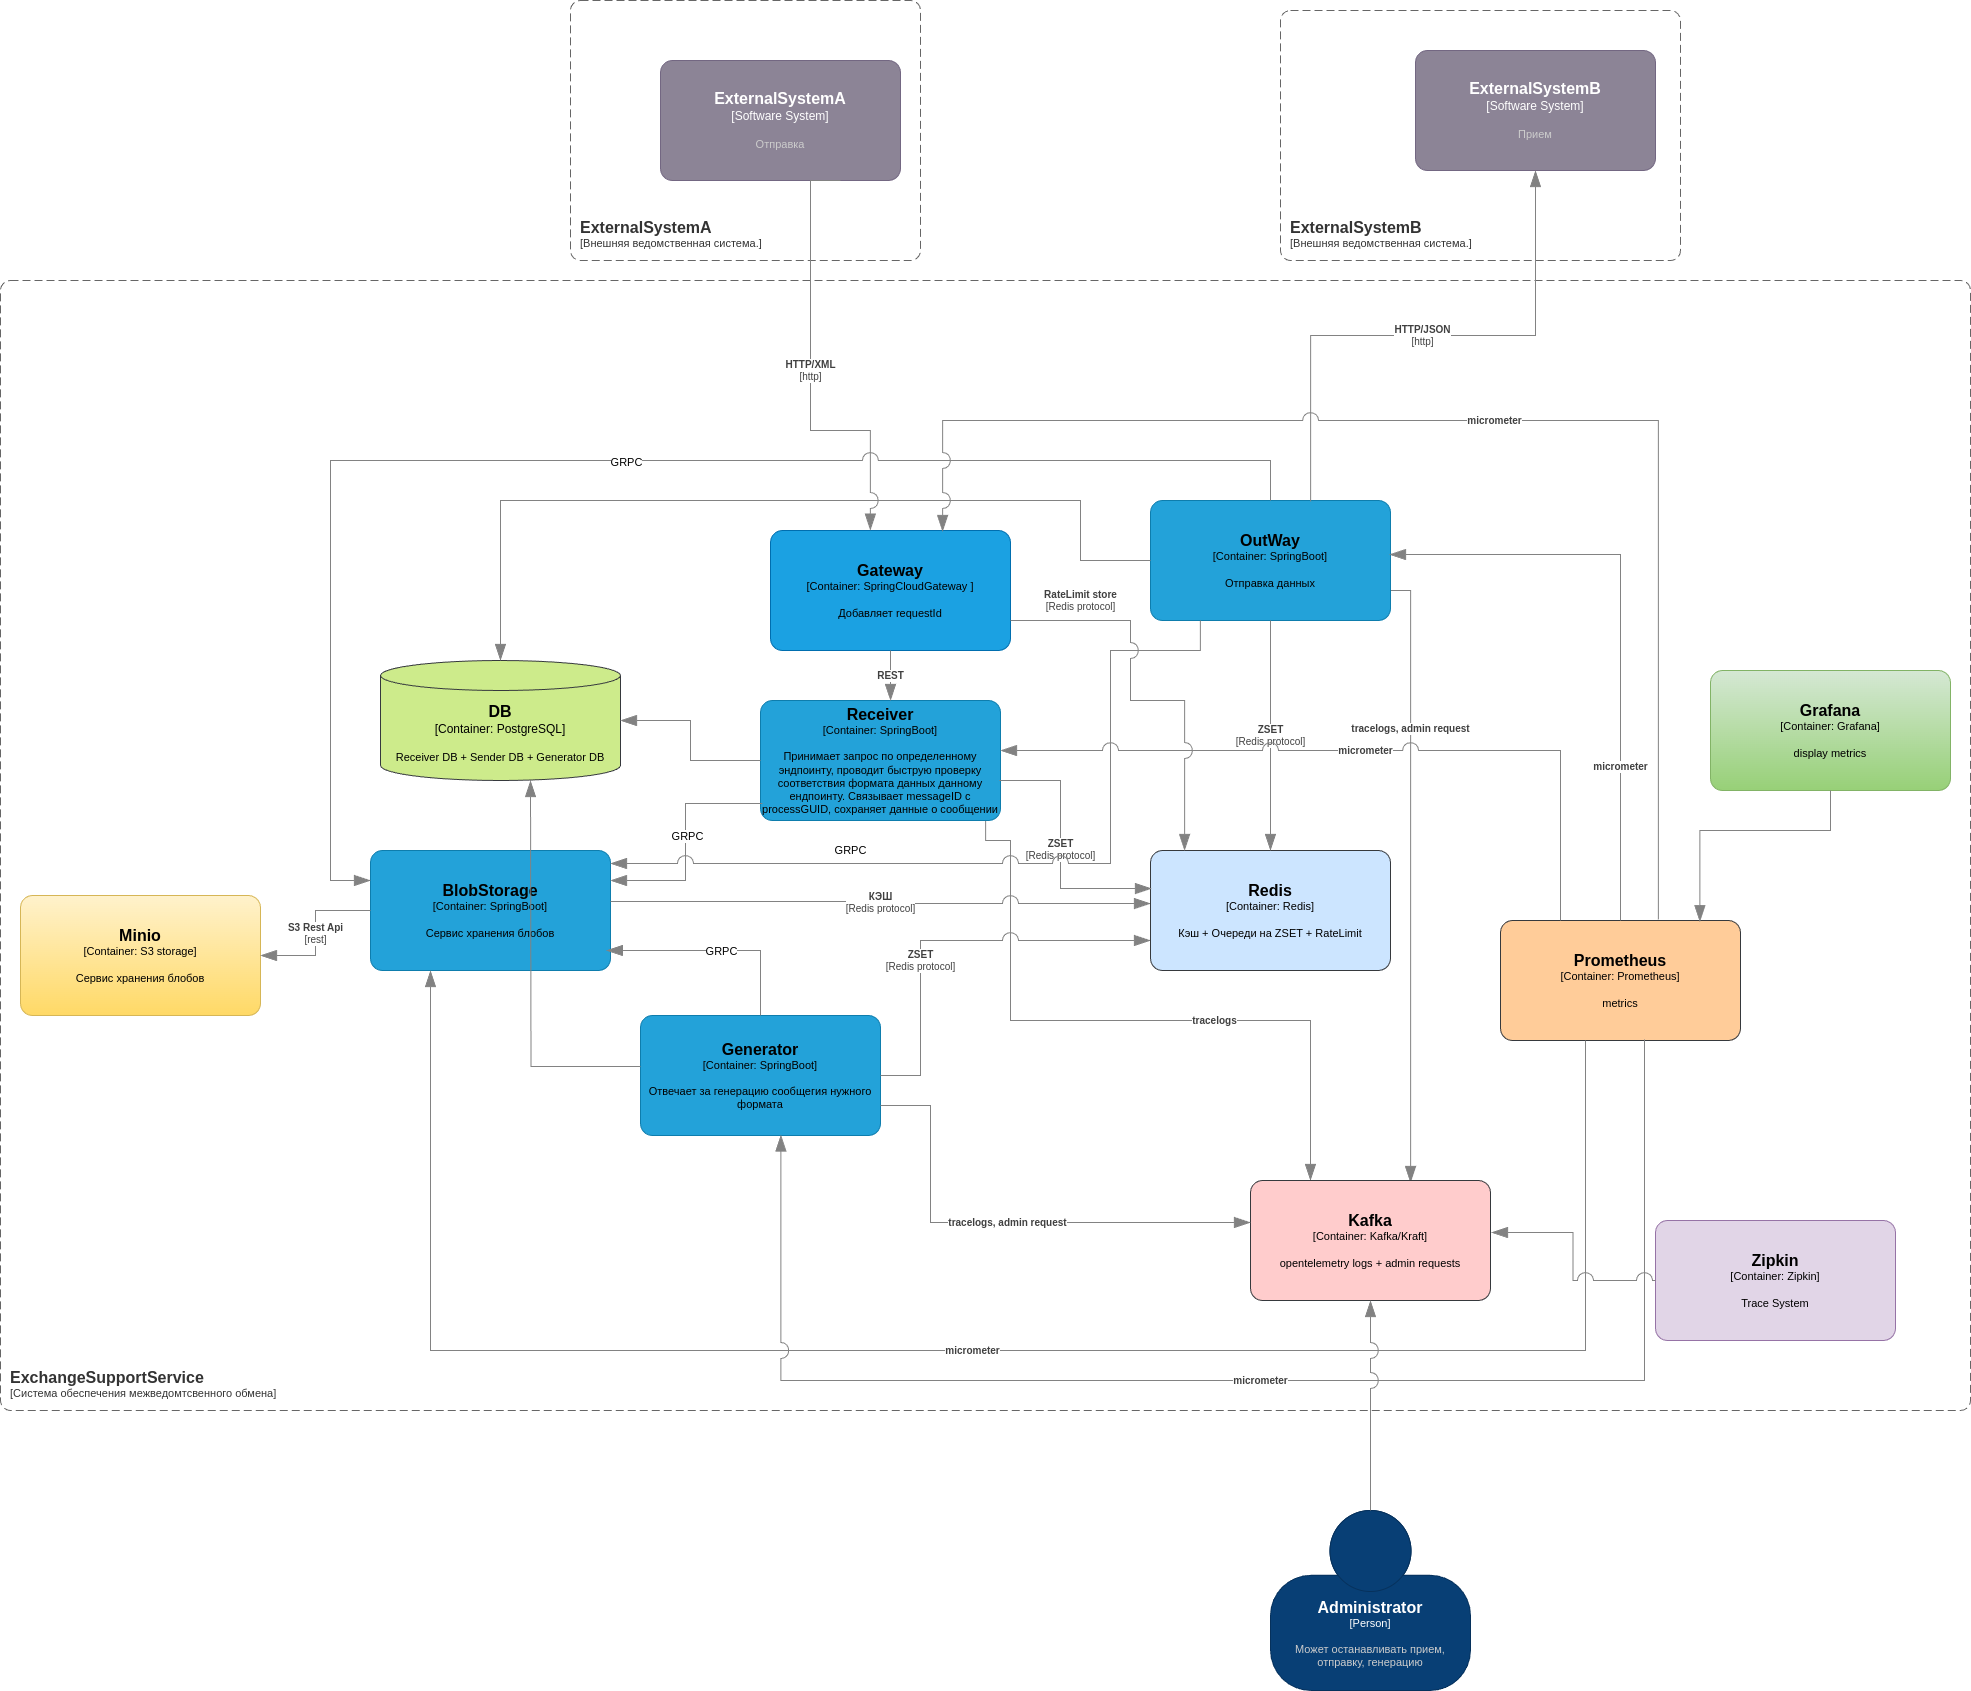 ExternalSystemA
[Software System]
Отправка
ExternalSystemA
[Внешняя ведомственная система.]
ExternalSystemB
[Software System]
Прием
ExternalSystemB
[Внешняя ведомственная система.]
HTTP/JSON
[http]
HTTP/XML
[http]
micrometer
GRPC
OutWay
[Container: SpringBoot]
Отправка данных
Gateway
[Container: SpringCloudGateway ]
Добавляет requestId
RateLimit store
[Redis protocol]
REST
DB
[Container: PostgreSQL]
Receiver DB + Sender DB + Generator DB
Receiver
[Container: SpringBoot]
Принимает запрос по определенному
эндпоинту, проводит быструю проверку
соответствия формата данных данному
ендпоинту. Связывает messageID с
processGUID, сохраняет данные о сообщении
ZSET
[Redis protocol]
tracelogs, admin request
micrometer
micrometer
Grafana
[Container: Grafana]
display metrics
GRPC
GRPC
ZSET
[Redis protocol]
BlobStorage
[Container: SpringBoot]
Сервис хранения блобов
КЭШ
[Redis protocol]
Redis
[Container: Redis]
Кэш + Очереди на ZSET + RateLimit
Minio
[Container: S3 storage]
Сервис хранения блобов
S3 Rest Api
[rest]
GRPC
ZSET
[Redis protocol]
Prometheus
[Container: Prometheus]
metrics
tracelogs
Generator
[Container: SpringBoot]
Отвечает за генерацию сообщегия нужного
формата
tracelogs, admin request
Kafka
[Container: Kafka/Kraft]
opentelemetry logs + admin requests
Zipkin
[Container: Zipkin]
Trace System
micrometer
micrometer
ExchangeSupportService
[Система обеспечения межведомтсвенного обмена]
Administrator
[Person]
Может останавливать прием,
отправку, генерацию